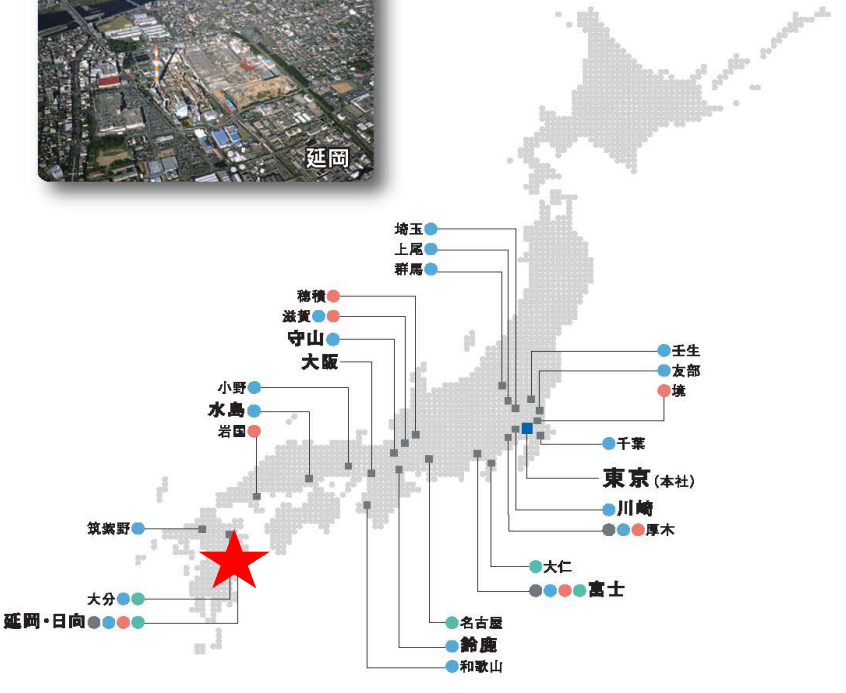 延岡
埼玉
上尾
群馬
穂積
滋賀
守山
大阪
小野
水島
岩国
筑紫野
大分
延岡・日向
壬生
友部
境
千葉
東京(本社)
川崎
厚木
大仁
富士
名古屋
鈴鹿
和歌山